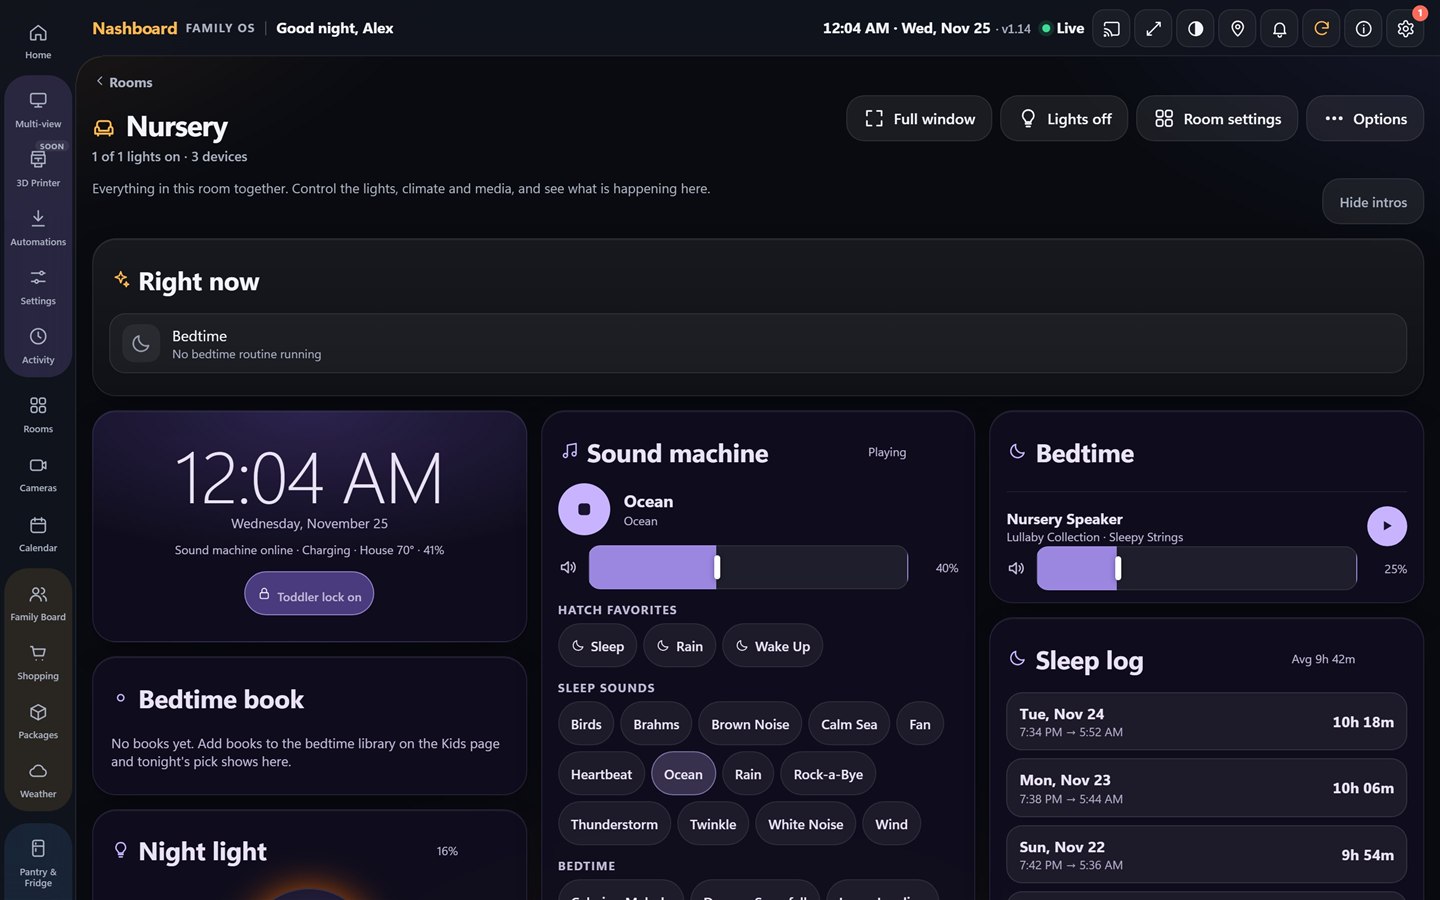 Nashboard FAMILY OS Good night, Alex
12:04 AM · Wed, Nov 25 · v1.14 Live
1
Home
Multi-view
SOON
3D Printer
Automations
Settings
Activity
Rooms
Cameras
Calendar
Family Board
Shopping
Packages
Weather
Pantry &
Fridge
Rooms
Nursery
1 of 1 lights on · 3 devices
Full window
Lights off
Room settings
Options
Everything in this room together. Control the lights, climate and media, and see what is happening here.
Hide intros
Right now
Bedtime
No bedtime routine running
12:04 AM
Wednesday, November 25
Sound machine online · Charging · House 70° · 41%
Toddler lock on
Bedtime book
No books yet. Add books to the bedtime library on the Kids page
and tonight's pick shows here.
Night light 16%
Sound machine Playing
Ocean
Ocean
40%
HATCH FAVORITES
Sleep Rain Wake Up
SLEEP SOUNDS
Birds Brahms Brown Noise Calm Sea Fan
Heartbeat Ocean Rain Rock-a-Bye
Thunderstorm Twinkle White Noise Wind
BEDTIME
Bedtime
Nursery Speaker
Lullaby Collection · Sleepy Strings
25%
Sleep log Avg 9h 42m
Tue, Nov 24
7:34 PM → 5:52 AM
10h 18m
Mon, Nov 23
7:38 PM → 5:44 AM
10h 06m
Sun, Nov 22
7:42 PM → 5:36 AM
9h 54m